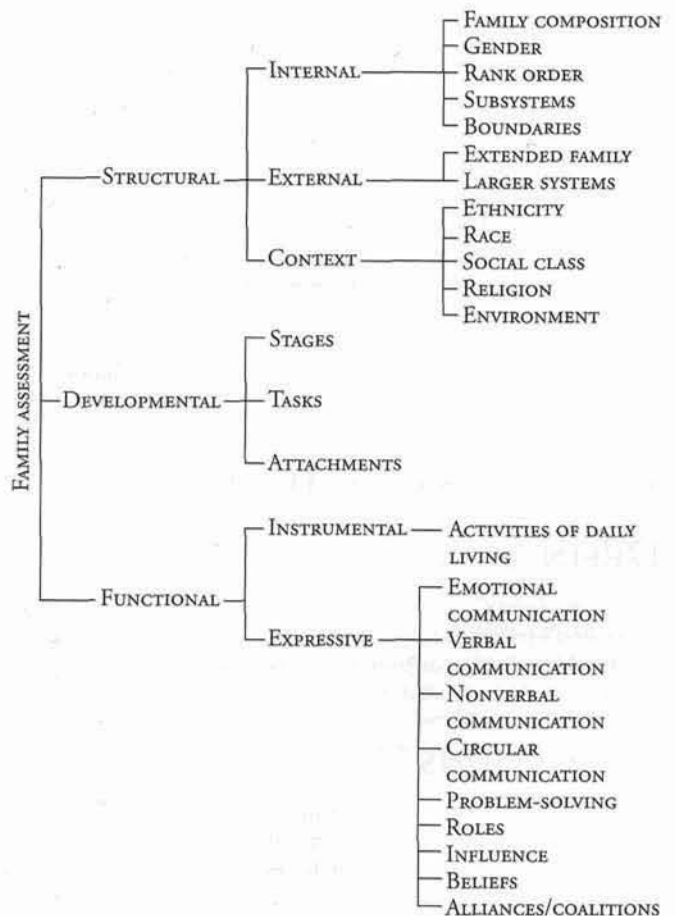 FAMILY ASSESSMENT
STRUCTURAL
INTERNAL
FAMILY COMPOSITION
GENDER
RANK ORDER
SUBSYSTEMS
BOUNDARIES
EXTERNAL
EXTENDED FAMILY
LARGER SYSTEMS
CONTEXT
ETHNICITY
RACE
SOCIAL CLASS
RELIGION
ENVIRONMENT
DEVELOPMENTAL
STAGES
TASKS
ATTACHMENTS
FUNCTIONAL
INSTRUMENTAL
ACTIVITIES OF DAILY
LIVING
EXPRESSIVE
EMOTIONAL
COMMUNICATION
VERBAL
COMMUNICATION
NONVERBAL
COMMUNICATION
CIRCULAR
COMMUNICATION
PROBLEM-SOLVING
ROLES
INFLUENCE
BELIEFS
ALLIANCES/COALITIONS